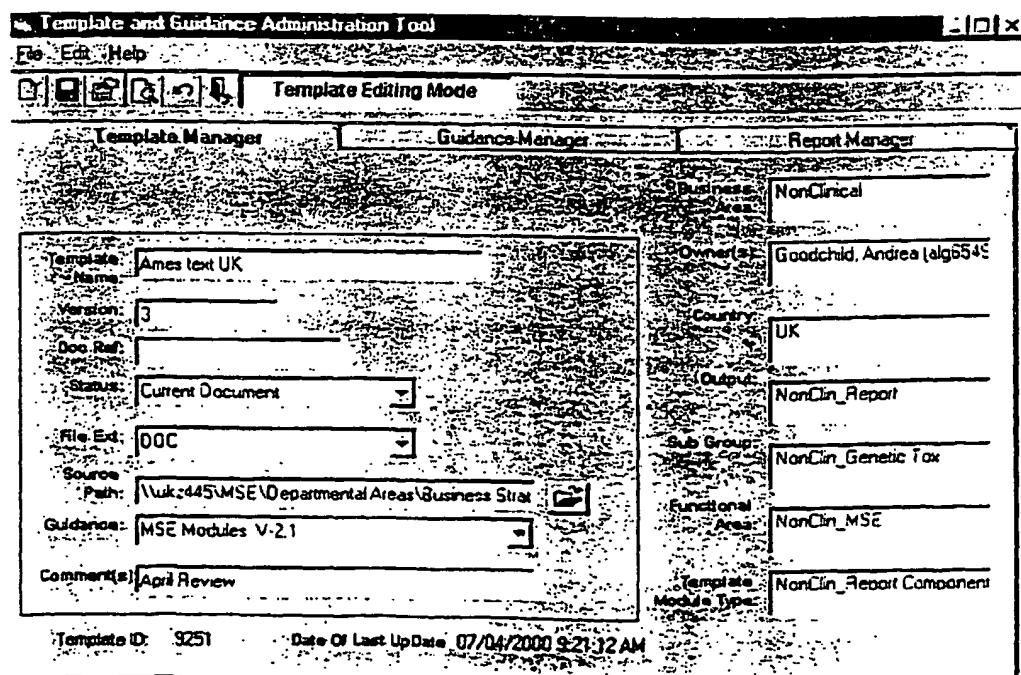 Template and Guidance Administration Tool
File Edit Help
Template Editing Mode
Template Manager Guidance Manager Report Manager
Template Name: Ames text UK
Version: 3
Doc Ref:
Status: Current Document
File Ext: DOC
Source Path: \Departmental Areas\Business Strat
Guidance: MSE Modules V-2.1
Comment(s): April Review
Template ID: 9251 Date Of Last UpDate 07/04/2000 9:21:12 AM
Business Area: NonClinical
Owner(s): Goodchild, Andrea (alg6549
Country: UK
Output: NonClin_Report
Sub Group: NonClin_Genetic Tox
Functional Area: NonClin_MSE
Template Module Type: NonClin_Report Component